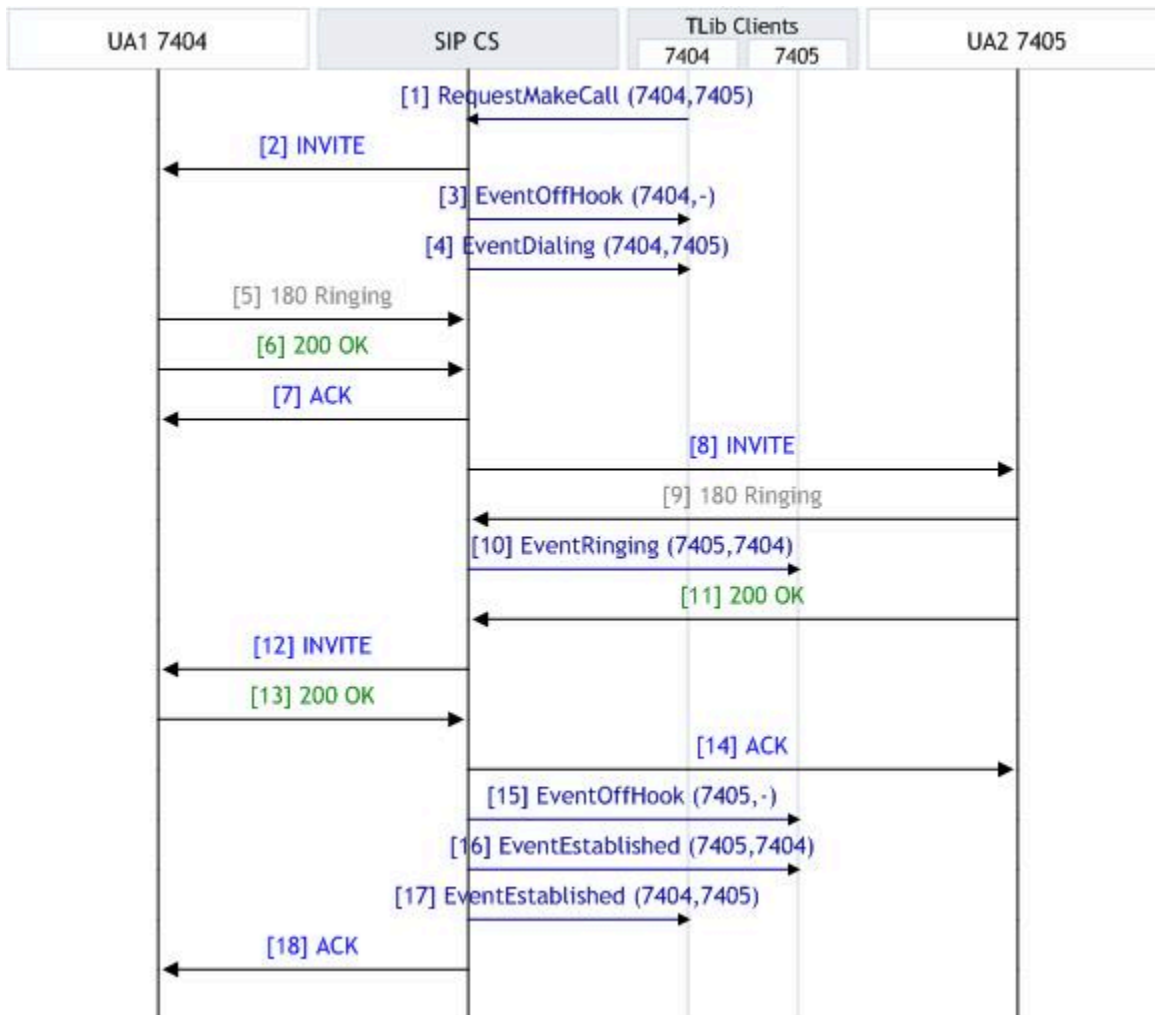 UA1 7404
SIP CS
TLib Clients
7404
7405
UA2 7405
[1] RequestMakeCall (7404,7405)
[2] INVITE
[3] EventOffHook (7404,-)
[4] EventDialing (7404,7405)
[5] 180 Ringing
[6] 200 OK
[7] ACK
[8] INVITE
[9] 180 Ringing
[10] EventRinging (7405,7404)
[11] 200 OK
[12] INVITE
[13] 200 OK
[14] ACK
[15] EventOffHook (7405,-)
[16] EventEstablished (7405,7404)
[17] EventEstablished (7404,7405)
[18] ACK